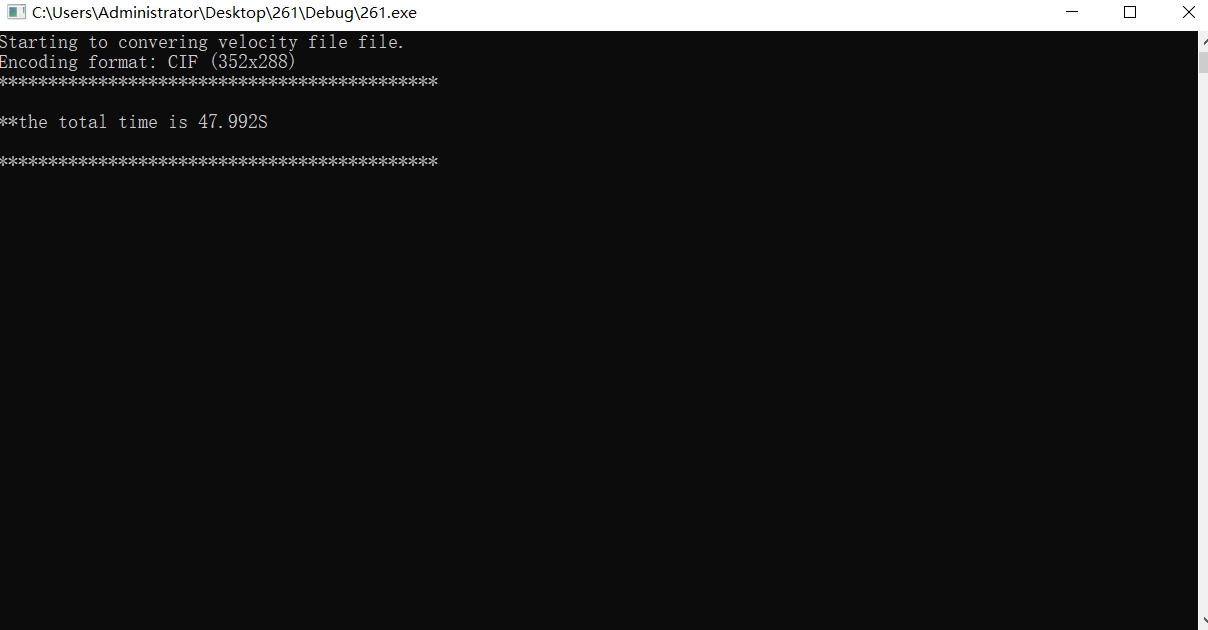 C:\Users\Administrator\Desktop\261\Debug\261.exe
Starting to convering velocity file file.
Encoding format: CIF (352x288)
********************************************
**the total time is 47.992S
********************************************